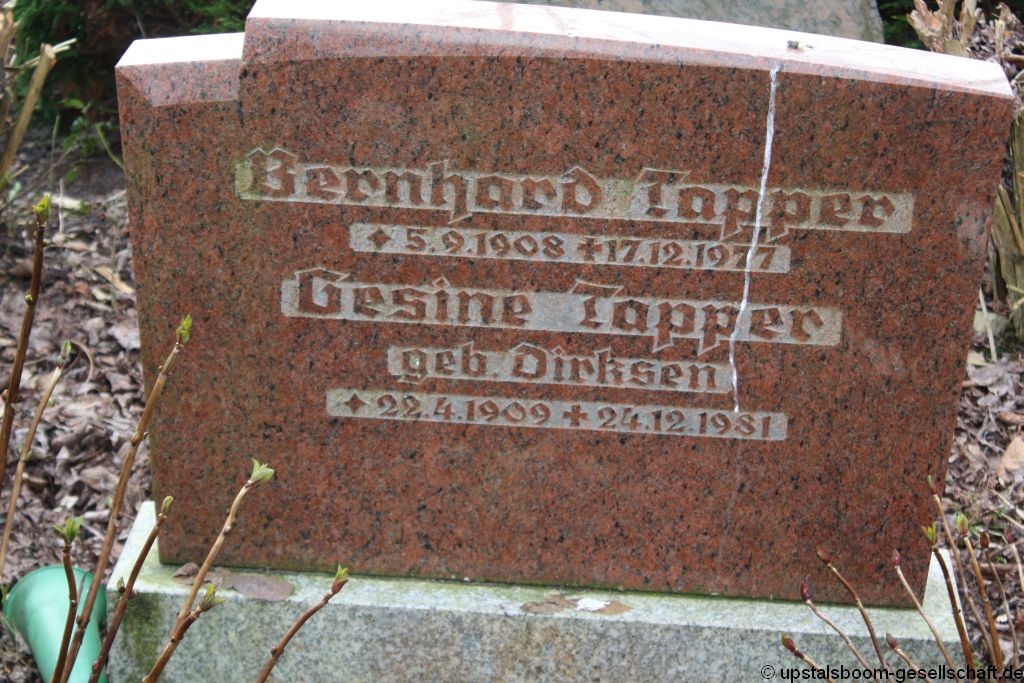 Bernhard Tapper
✦ 5.9.1908 ✝ 17.12.1977
Gesine Tapper
geb. Dirksen
✦ 22.4.1909 ✝ 24.12.1981
© upstalsboom-gesellschaft.de